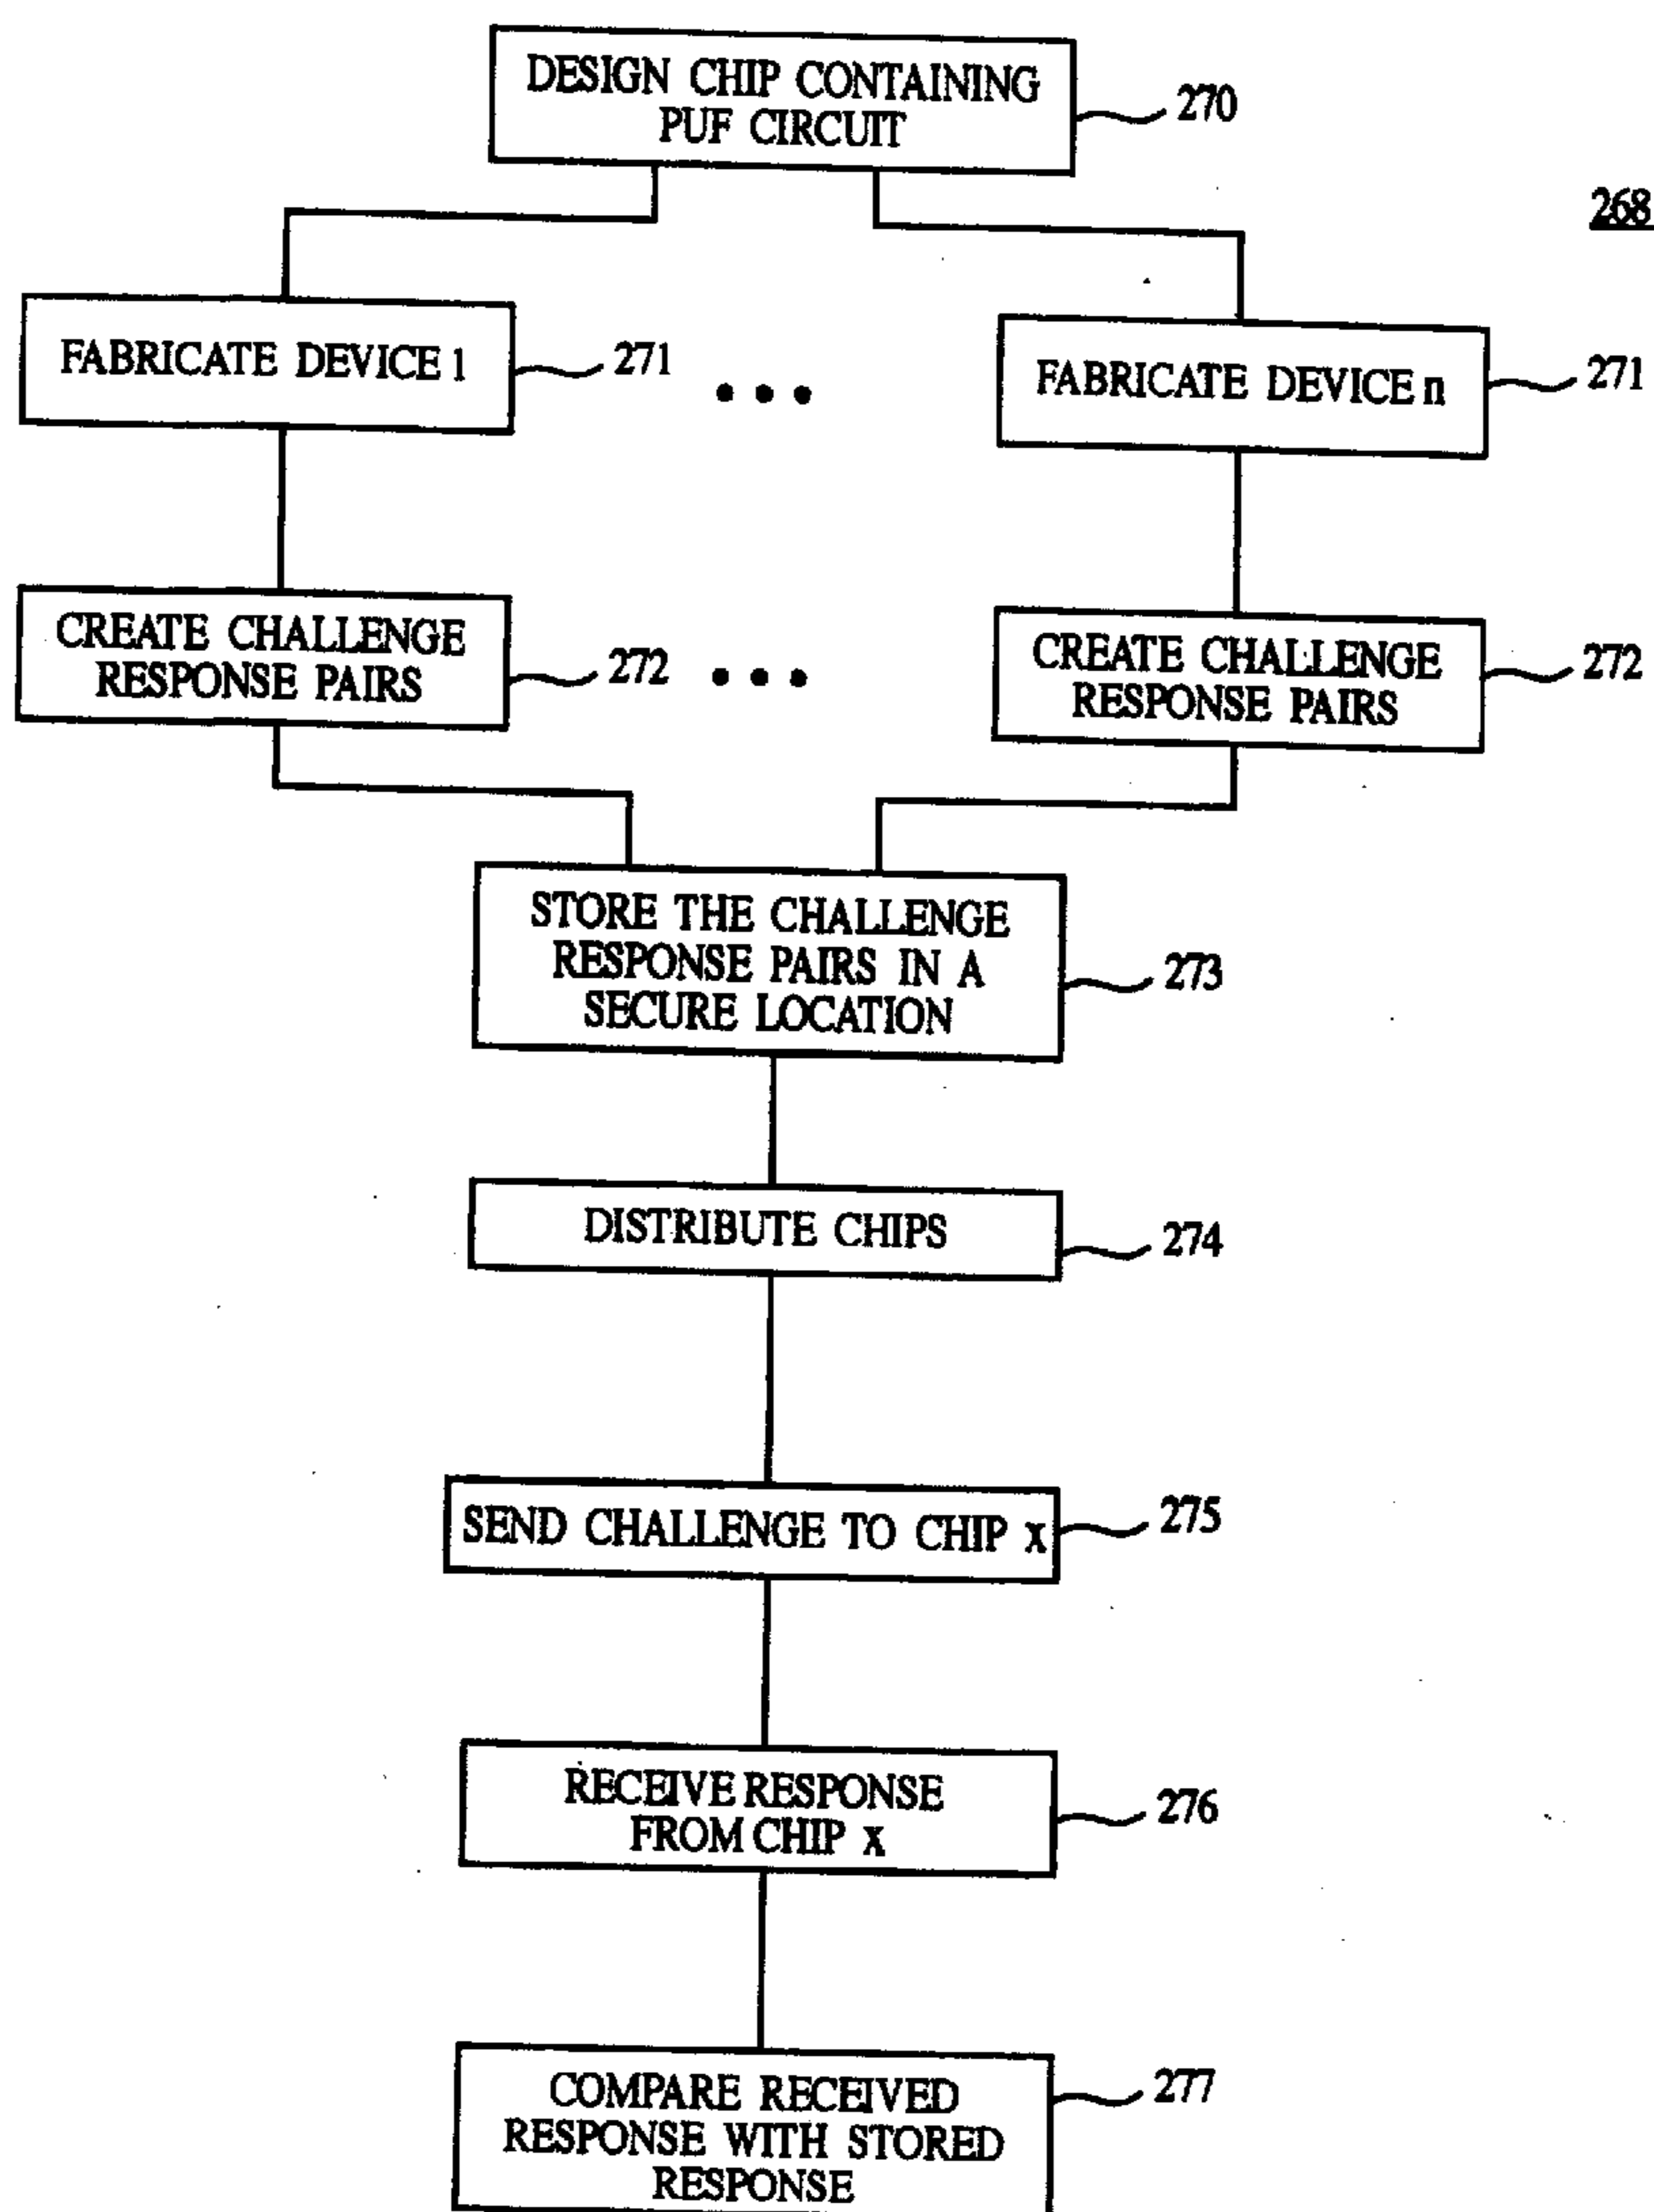 DESIGN CHIP CONTAINING
PUF CIRCUIT
270
268
FABRICATE DEVICE 1
271
FABRICATE DEVICE n
271
CREATE CHALLENGE
RESPONSE PAIRS
272
CREATE CHALLENGE
RESPONSE PAIRS
272
STORE THE CHALLENGE
RESPONSE PAIRS IN A
SECURE LOCATION
273
DISTRIBUTE CHIPS
274
SEND CHALLENGE TO CHIP x
275
RECEIVE RESPONSE
FROM CHIP x
276
COMPARE RECEIVED
RESPONSE WITH STORED
RESPONSE
277